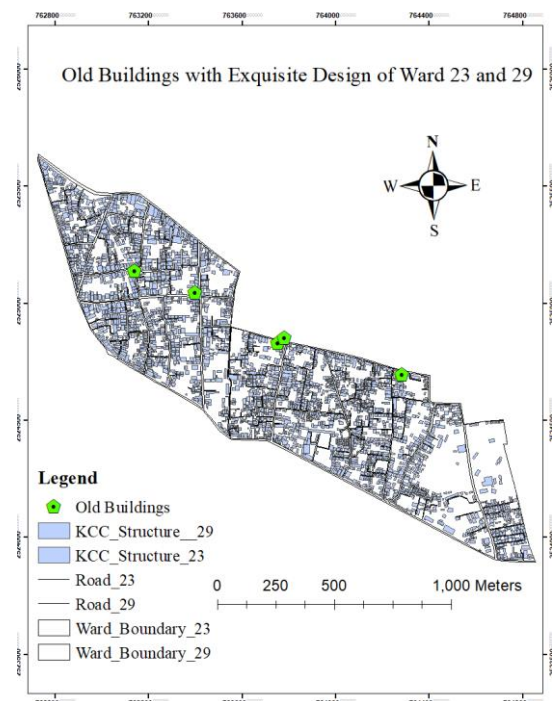 762800 763200 763600 764000 764400 764800
Old Buildings with Exquisite Design of Ward 23 and 29
N
W E
S
Legend
Old Buildings
KCC_Structure__29
KCC_Structure_23
Road_23
Road_29
Ward_Boundary_23
Ward_Boundary_29
0 250 500 1,000 Meters